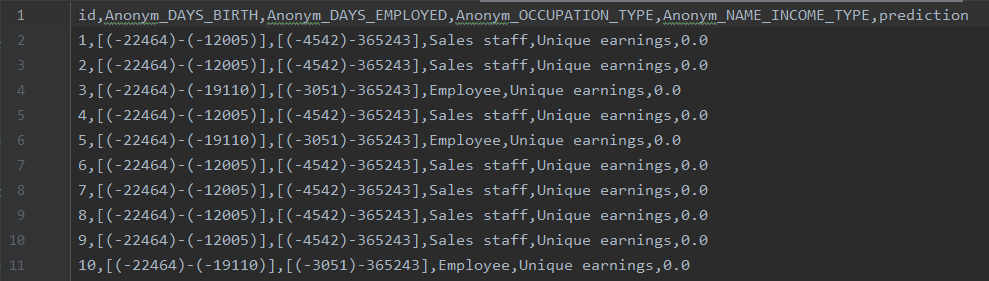 1 id,Anonym_DAYS_BIRTH,Anonym_DAYS_EMPLOYED,Anonym_OCCUPATION_TYPE,Anonym_NAME_INCOME_TYPE,prediction
2 1,[(-22464)-(-12005)],[(-4542)-365243],Sales staff,Unique earnings,0.0
3 2,[(-22464)-(-12005)],[(-4542)-365243],Sales staff,Unique earnings,0.0
4 3,[(-22464)-(-19110)],[(-3051)-365243],Employee,Unique earnings,0.0
5 4,[(-22464)-(-12005)],[(-4542)-365243],Sales staff,Unique earnings,0.0
6 5,[(-22464)-(-19110)],[(-3051)-365243],Employee,Unique earnings,0.0
7 6,[(-22464)-(-12005)],[(-4542)-365243],Sales staff,Unique earnings,0.0
8 7,[(-22464)-(-12005)],[(-4542)-365243],Sales staff,Unique earnings,0.0
9 8,[(-22464)-(-12005)],[(-4542)-365243],Sales staff,Unique earnings,0.0
10 9,[(-22464)-(-12005)],[(-4542)-365243],Sales staff,Unique earnings,0.0
11 10,[(-22464)-(-19110)],[(-3051)-365243],Employee,Unique earnings,0.0